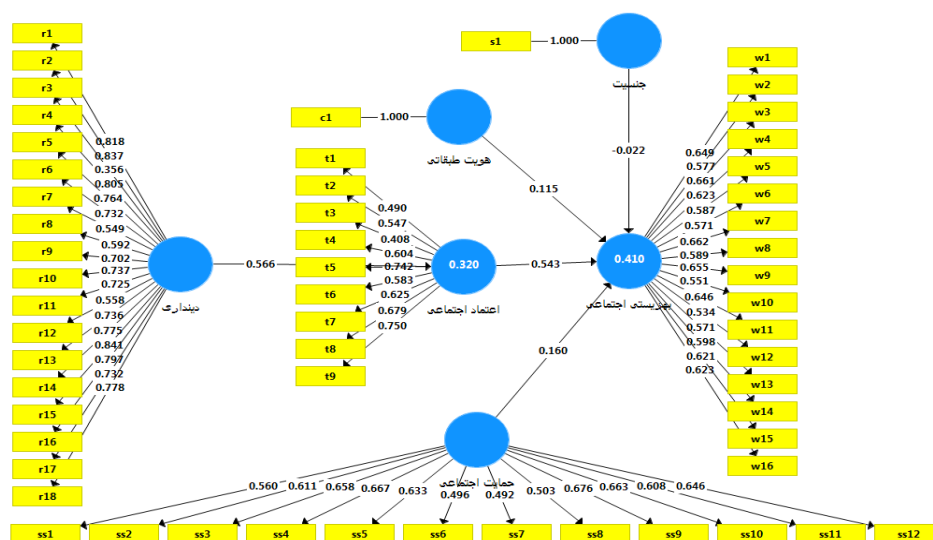 r1
r2
r3
r4
r5
r6
r7
r8
r9
r10
r11
r12
r13
r14
r15
r16
r17
r18
0.818
0.837
0.356
0.805
0.764
0.732
0.549
0.592
0.702
0.737
0.725
0.558
0.736
0.775
0.841
0.797
0.732
0.778
دینداری
0.566
s1
1.000
جنسیت
-0.022
c1
1.000
هویت طبقاتی
0.115
t1
t2
t3
t4
t5
t6
t7
t8
t9
0.490
0.547
0.408
0.604
0.742
0.583
0.625
0.679
0.750
0.320
اعتماد اجتماعی
0.543
0.410
بهزیستی اجتماعی
0.160
w1
w2
w3
w4
w5
w6
w7
w8
w9
w10
w11
w12
w13
w14
w15
w16
0.649
0.577
0.661
0.623
0.587
0.571
0.662
0.589
0.655
0.551
0.646
0.534
0.571
0.598
0.621
0.623
حمایت اجتماعی
0.560
0.611
0.658
0.667
0.633
0.496
0.492
0.503
0.676
0.663
0.608
0.646
ss1
ss2
ss3
ss4
ss5
ss6
ss7
ss8
ss9
ss10
ss11
ss12